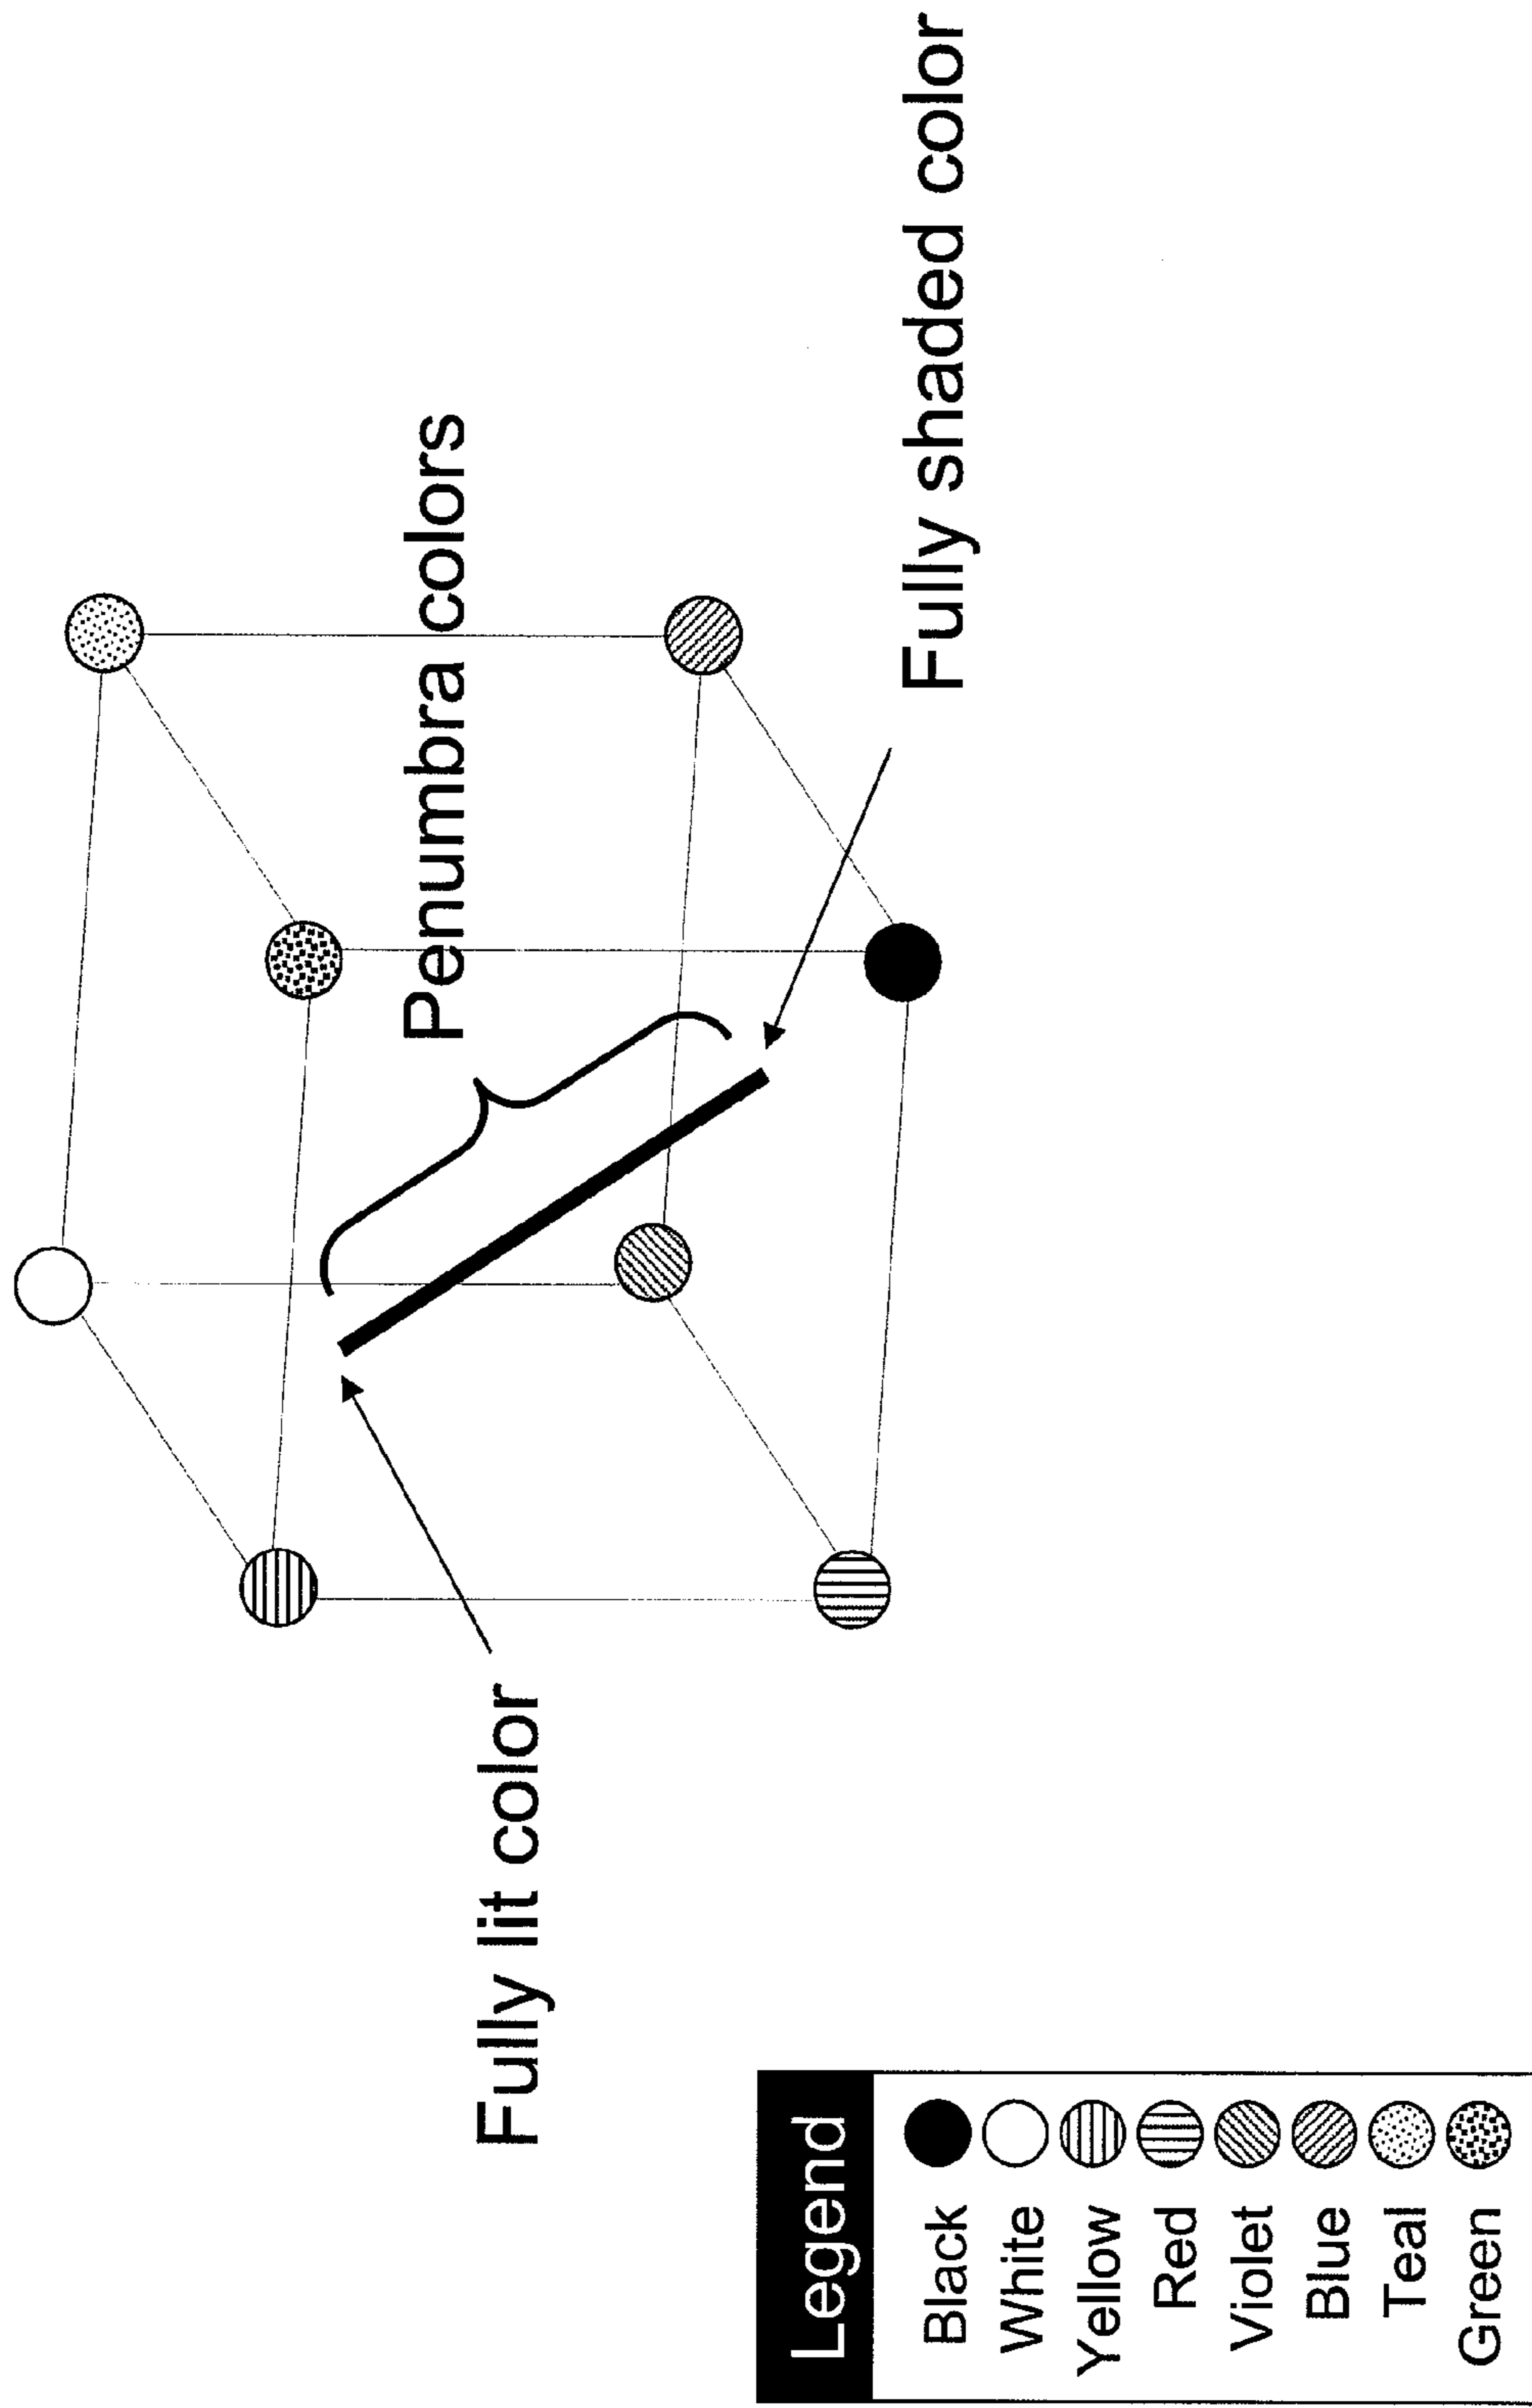 Penumbra colors
Fully lit color
Fully shaded color
Legend
Black
White
Yellow
Red
Violet
Blue
Teal
Green